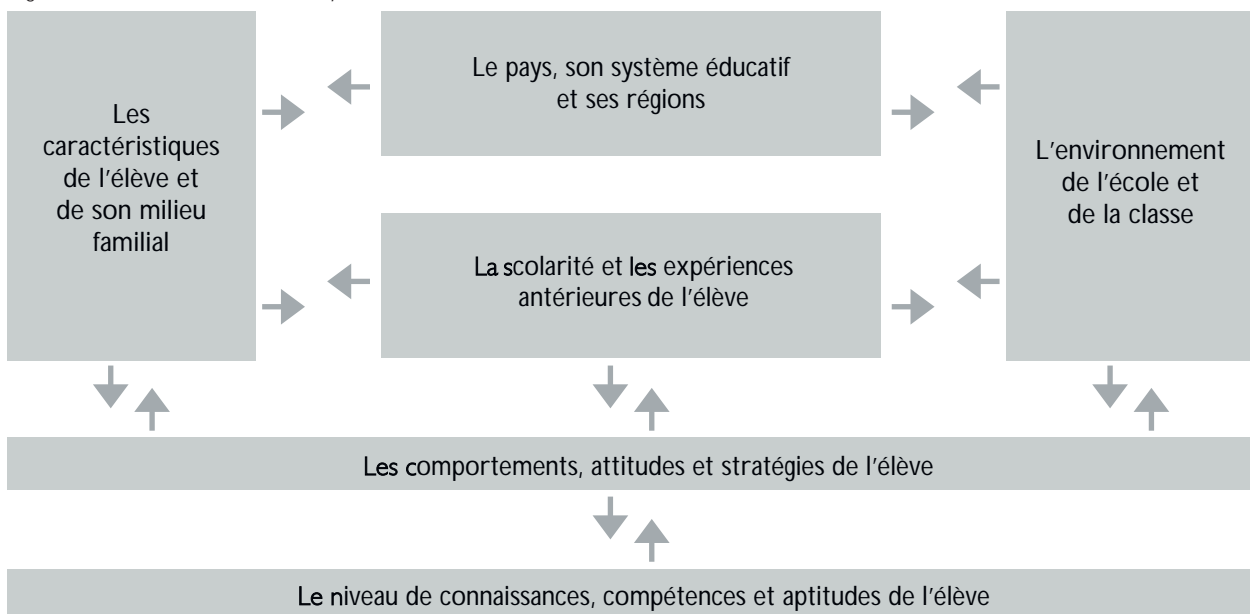 Les
caractéristiques
de l'élève et
de son milieu
familial
Le pays, son système éducatif
et ses régions
La scolarité et les expériences
antérieures de l'élève
L'environnement
de l'école et
de la classe
Les comportements, attitudes et stratégies de l'élève
Le niveau de connaissances, compétences et aptitudes de l'élève